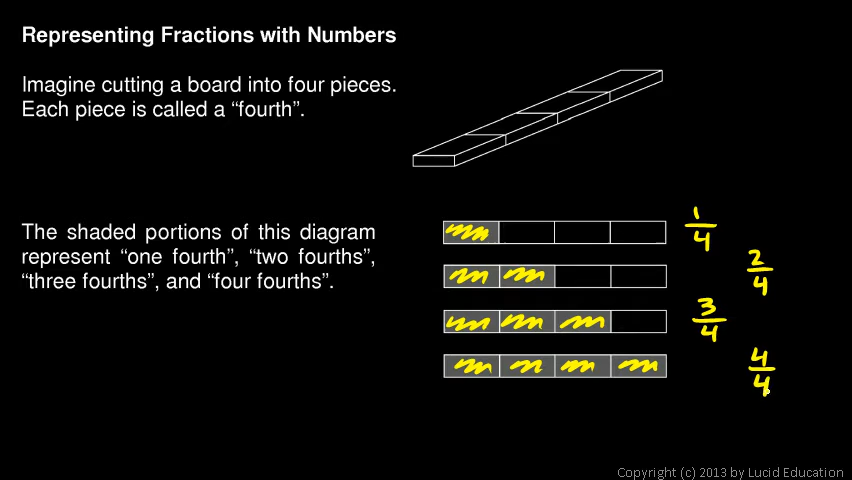 Representing Fractions with Numbers
Imagine cutting a board into four pieces.
Each piece is called a “fourth”.
The shaded portions of this diagram
represent “one fourth”, “two fourths”,
“three fourths”, and “four fourths”.
1/4
2/4
3/4
4/4
Copyright (c) 2013 by Lucid Education